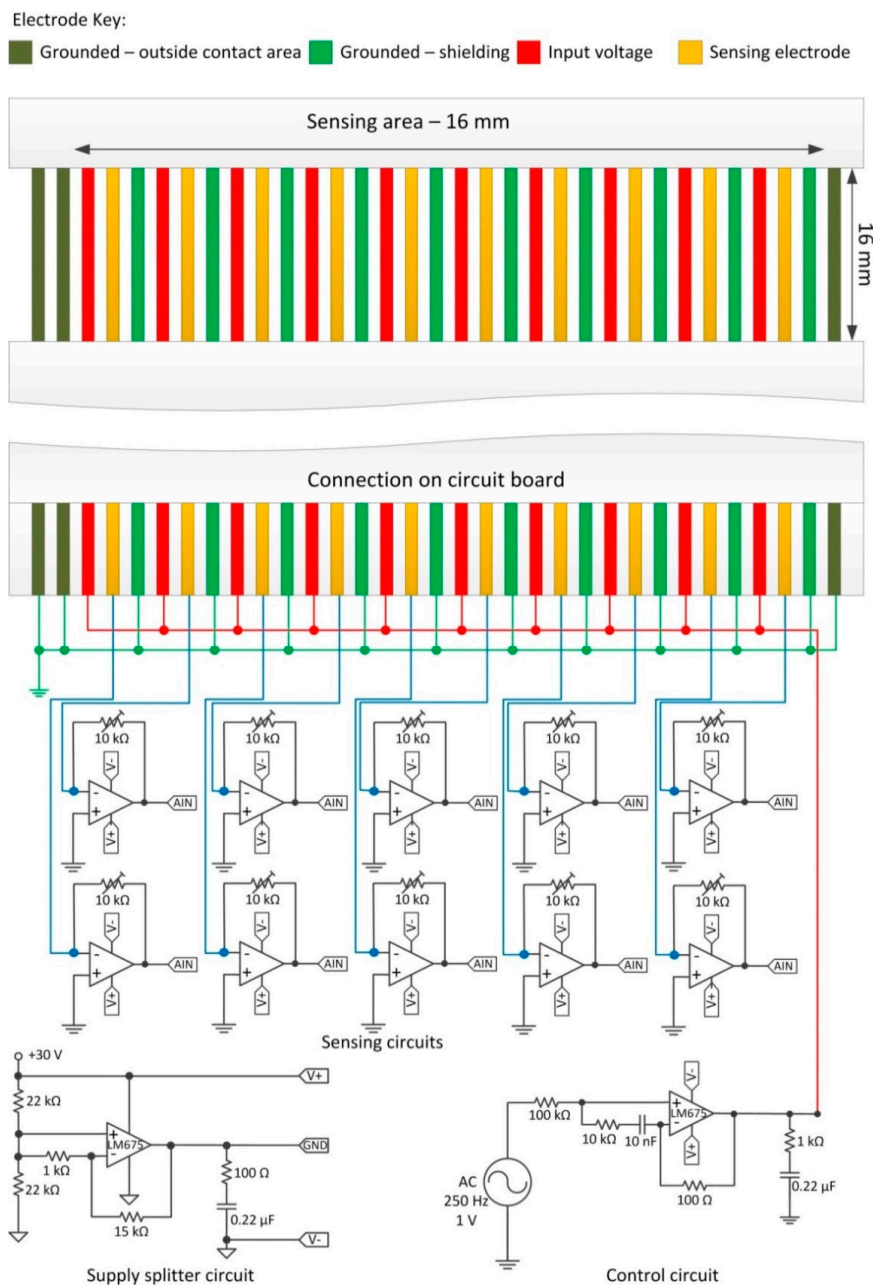 Electrode Key:
Grounded – outside contact area Grounded – shielding Input voltage Sensing electrode
Sensing area – 16 mm
16 mm
Connection on circuit board
10 kΩ 10 kΩ 10 kΩ 10 kΩ 10 kΩ
V- V- V- V- V-
- - - - -
AIN AIN AIN AIN AIN
+ + + + +
V+ V+ V+ V+ V+
10 kΩ 10 kΩ 10 kΩ 10 kΩ 10 kΩ
V- V- V- V- V-
- - - - -
AIN AIN AIN AIN AIN
+ + + + +
V+ V+ V+ V+ V+
Sensing circuits
+30 V
V+
22 kΩ
+
LM675
-
GND
1 kΩ
22 kΩ
100 Ω
15 kΩ
0.22 µF
V-
Supply splitter circuit
V-
100 kΩ
+
LM675
-
10 kΩ 10 nF
V+
1 kΩ
AC
250 Hz
1 V
100 Ω
0.22 µF
Control circuit